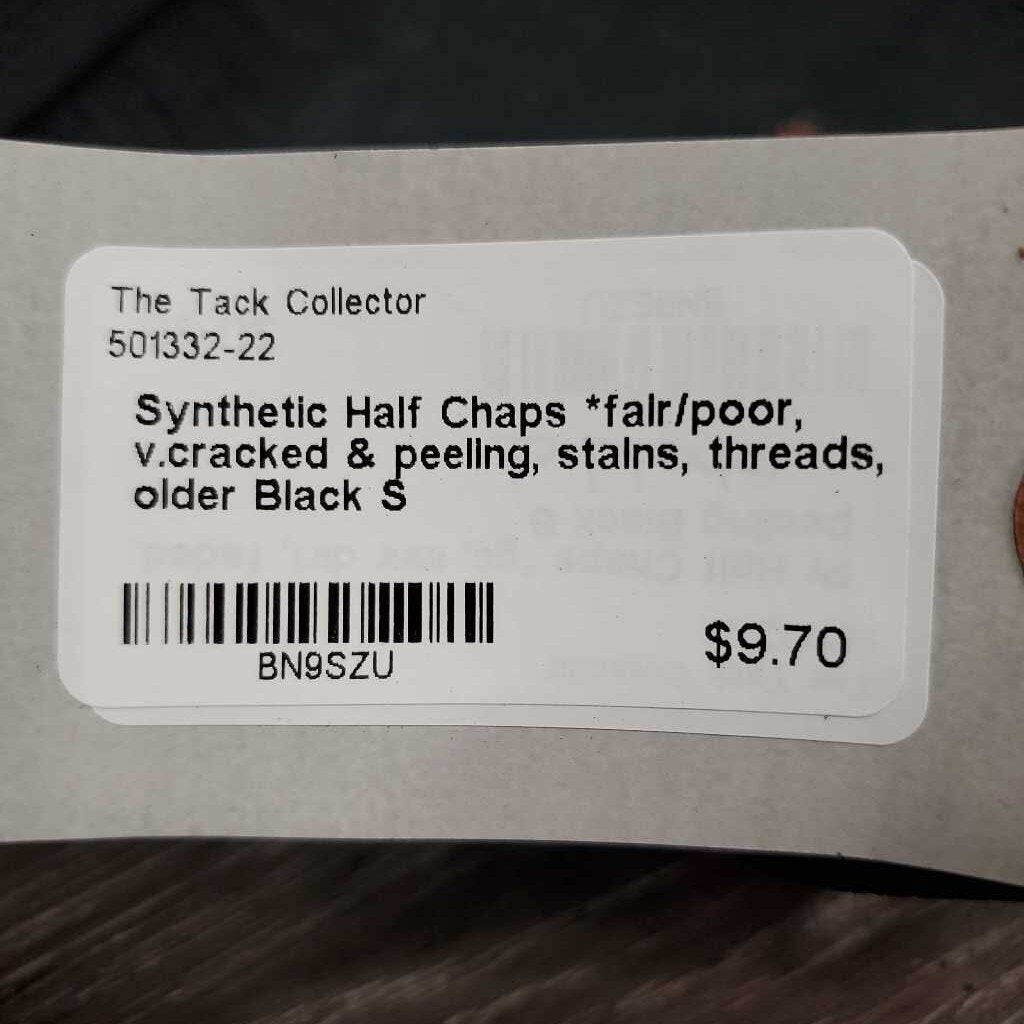 The Tack Collector
501332-22
Synthetic Half Chaps *fair/poor,
v.cracked & peeling, stains, threads,
older Black S
BN9SZU
$9.70